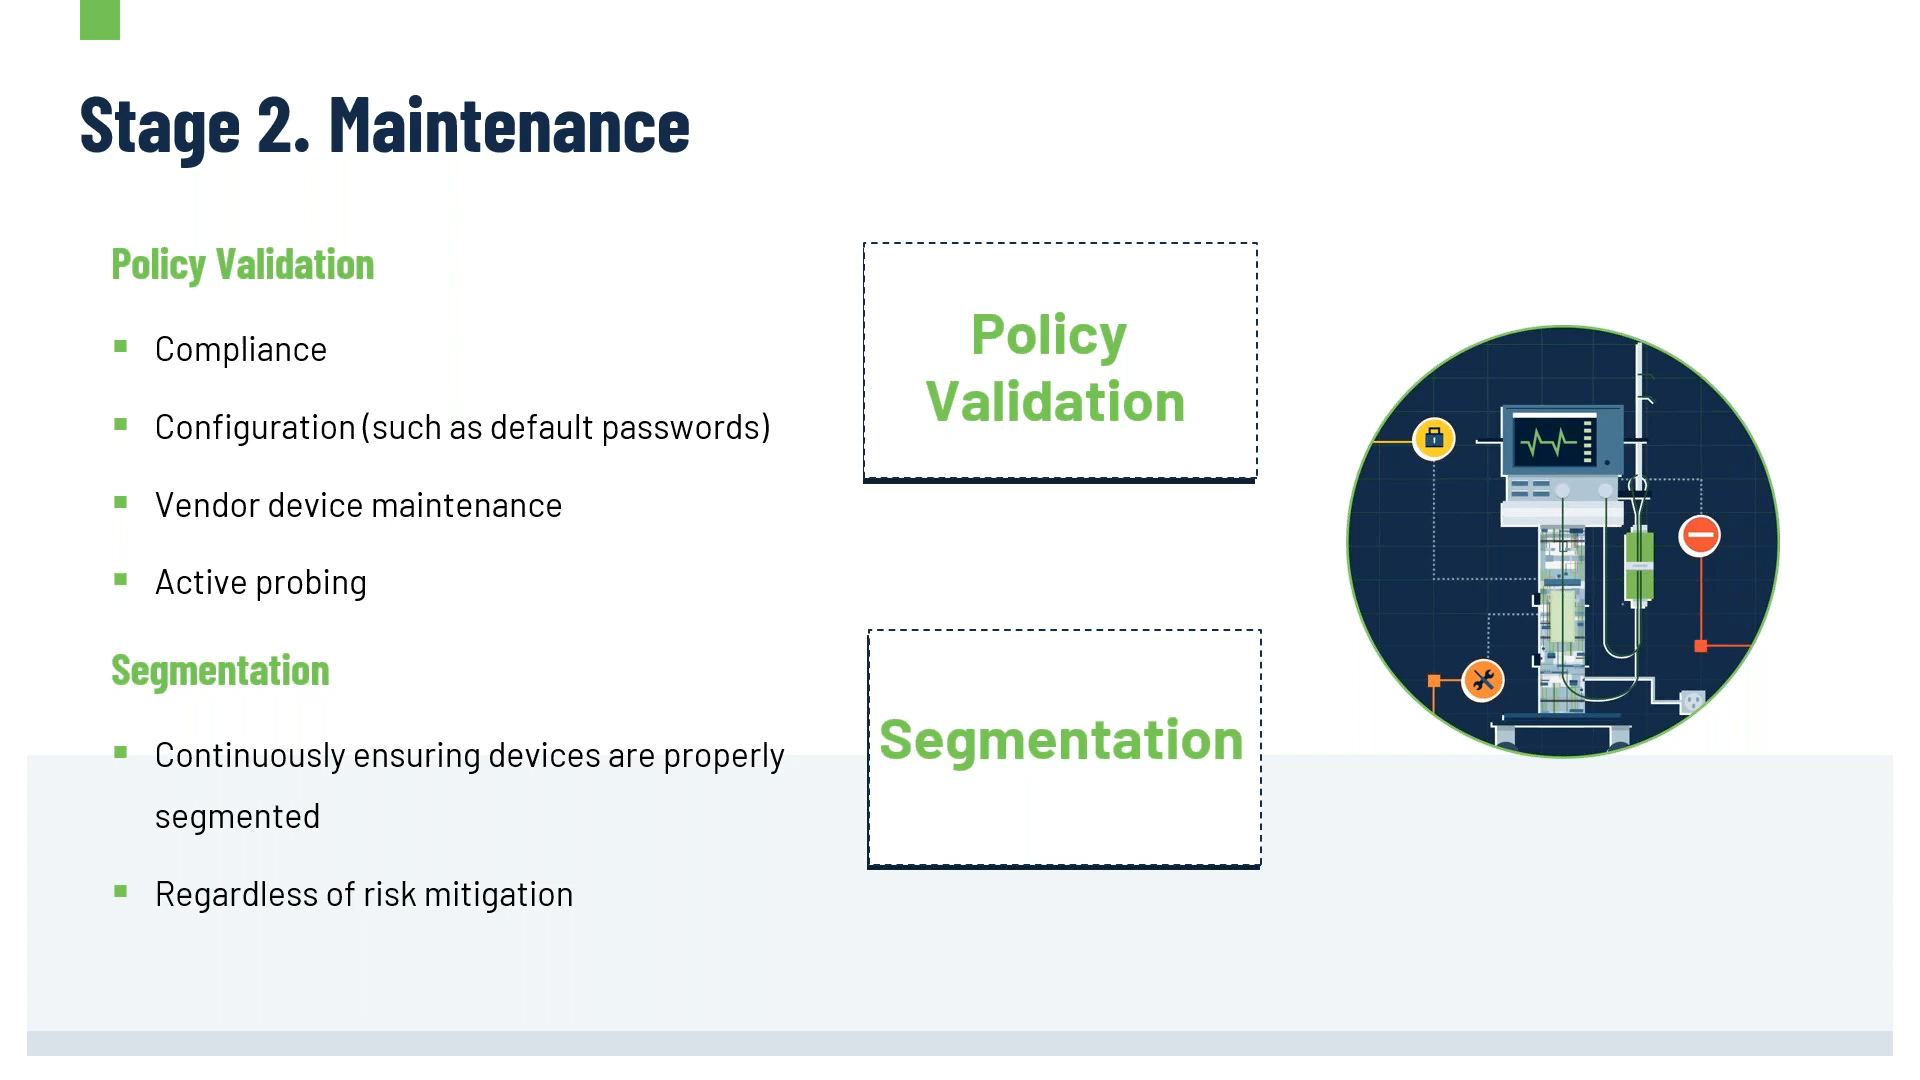 Stage 2. Maintenance
Policy Validation
Compliance
Configuration (such as default passwords)
Vendor device maintenance
Active probing
Segmentation
Continuously ensuring devices are properly
segmented
Regardless of risk mitigation
Policy
Validation
Segmentation